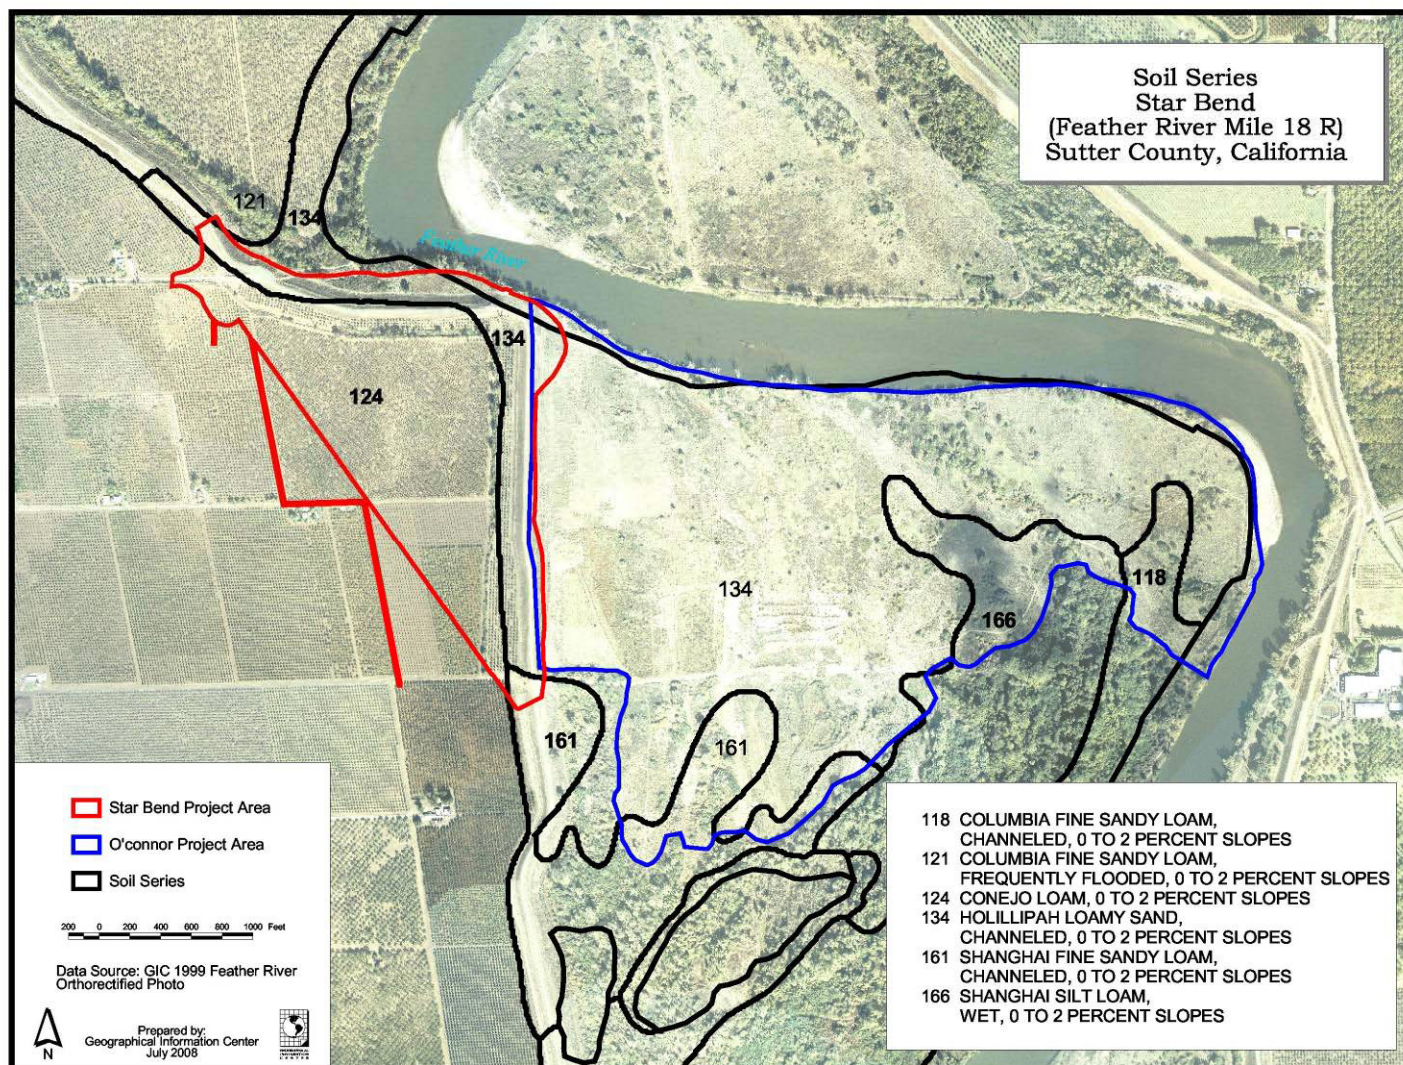 Soil Series
Star Bend
(Feather River Mile 18 R)
Sutter County, California
121
134
Feather River
134
124
134
118
166
161
161
Star Bend Project Area
O'connor Project Area
Soil Series
200 0 200 400 600 800 1000 Feet
Data Source: GIC 1999 Feather River
Orthorectified Photo
N
Prepared by:
Geographical Information Center
July 2008
118 COLUMBIA FINE SANDY LOAM,
CHANNELED, 0 TO 2 PERCENT SLOPES
121 COLUMBIA FINE SANDY LOAM,
FREQUENTLY FLOODED, 0 TO 2 PERCENT SLOPES
124 CONEJO LOAM, 0 TO 2 PERCENT SLOPES
134 HOLILLIPAH LOAMY SAND,
CHANNELED, 0 TO 2 PERCENT SLOPES
161 SHANGHAI FINE SANDY LOAM,
CHANNELED, 0 TO 2 PERCENT SLOPES
166 SHANGHAI SILT LOAM,
WET, 0 TO 2 PERCENT SLOPES